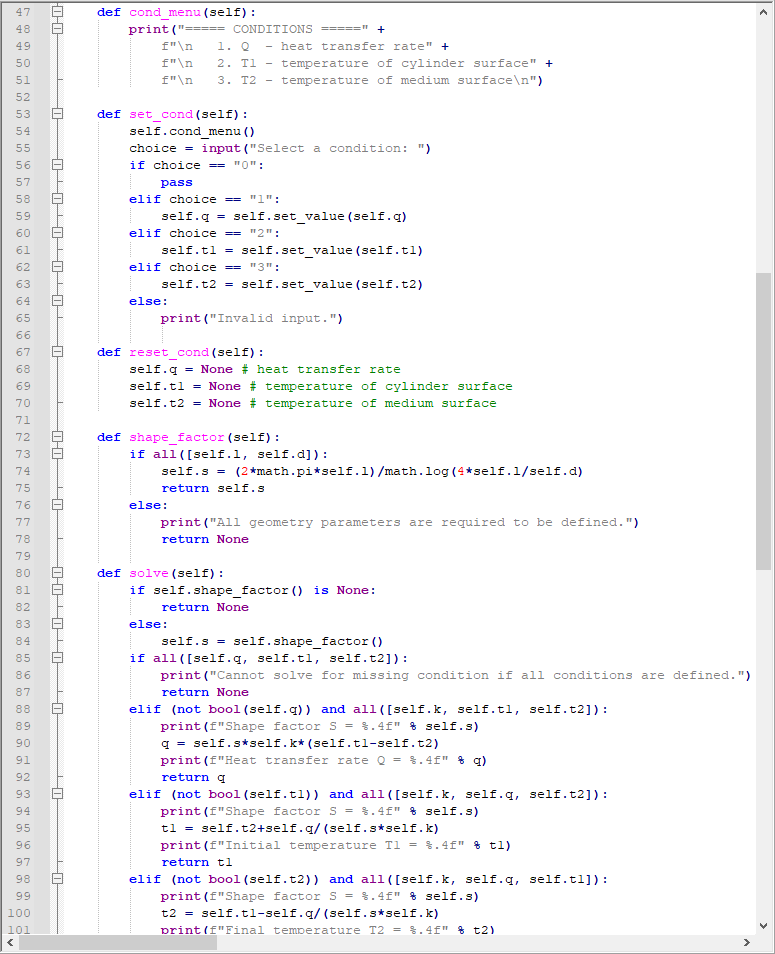 47 def cond_menu(self):
48 print("===== CONDITIONS =====" +
49 f"\n   1. Q  - heat transfer rate" +
50 f"\n   2. T1 - temperature of cylinder surface" +
51 f"\n   3. T2 - temperature of medium surface\n")
52
53 def set_cond(self):
54 self.cond_menu()
55 choice = input("Select a condition: ")
56 if choice == "0":
57 pass
58 elif choice == "1":
59 self.q = self.set_value(self.q)
60 elif choice == "2":
61 self.t1 = self.set_value(self.t1)
62 elif choice == "3":
63 self.t2 = self.set_value(self.t2)
64 else:
65 print("Invalid input.")
66
67 def reset_cond(self):
68 self.q = None # heat transfer rate
69 self.t1 = None # temperature of cylinder surface
70 self.t2 = None # temperature of medium surface
71
72 def shape_factor(self):
73 if all([self.l, self.d]):
74 self.s = (2*math.pi*self.l)/math.log(4*self.l/self.d)
75 return self.s
76 else:
77 print("All geometry parameters are required to be defined.")
78 return None
79
80 def solve(self):
81 if self.shape_factor() is None:
82 return None
83 else:
84 self.s = self.shape_factor()
85 if all([self.q, self.t1, self.t2]):
86 print("Cannot solve for missing condition if all conditions are defined.")
87 return None
88 elif (not bool(self.q)) and all([self.k, self.t1, self.t2]):
89 print(f"Shape factor S = %.4f" % self.s)
90 q = self.s*self.k*(self.t1-self.t2)
91 print(f"Heat transfer rate Q = %.4f" % q)
92 return q
93 elif (not bool(self.t1)) and all([self.k, self.q, self.t2]):
94 print(f"Shape factor S = %.4f" % self.s)
95 t1 = self.t2+self.q/(self.s*self.k)
96 print(f"Initial temperature T1 = %.4f" % t1)
97 return t1
98 elif (not bool(self.t2)) and all([self.k, self.q, self.t1]):
99 print(f"Shape factor S = %.4f" % self.s)
100 t2 = self.t1-self.q/(self.s*self.k)
101 print(f"Final temperature T2 = %.4f" % t2)